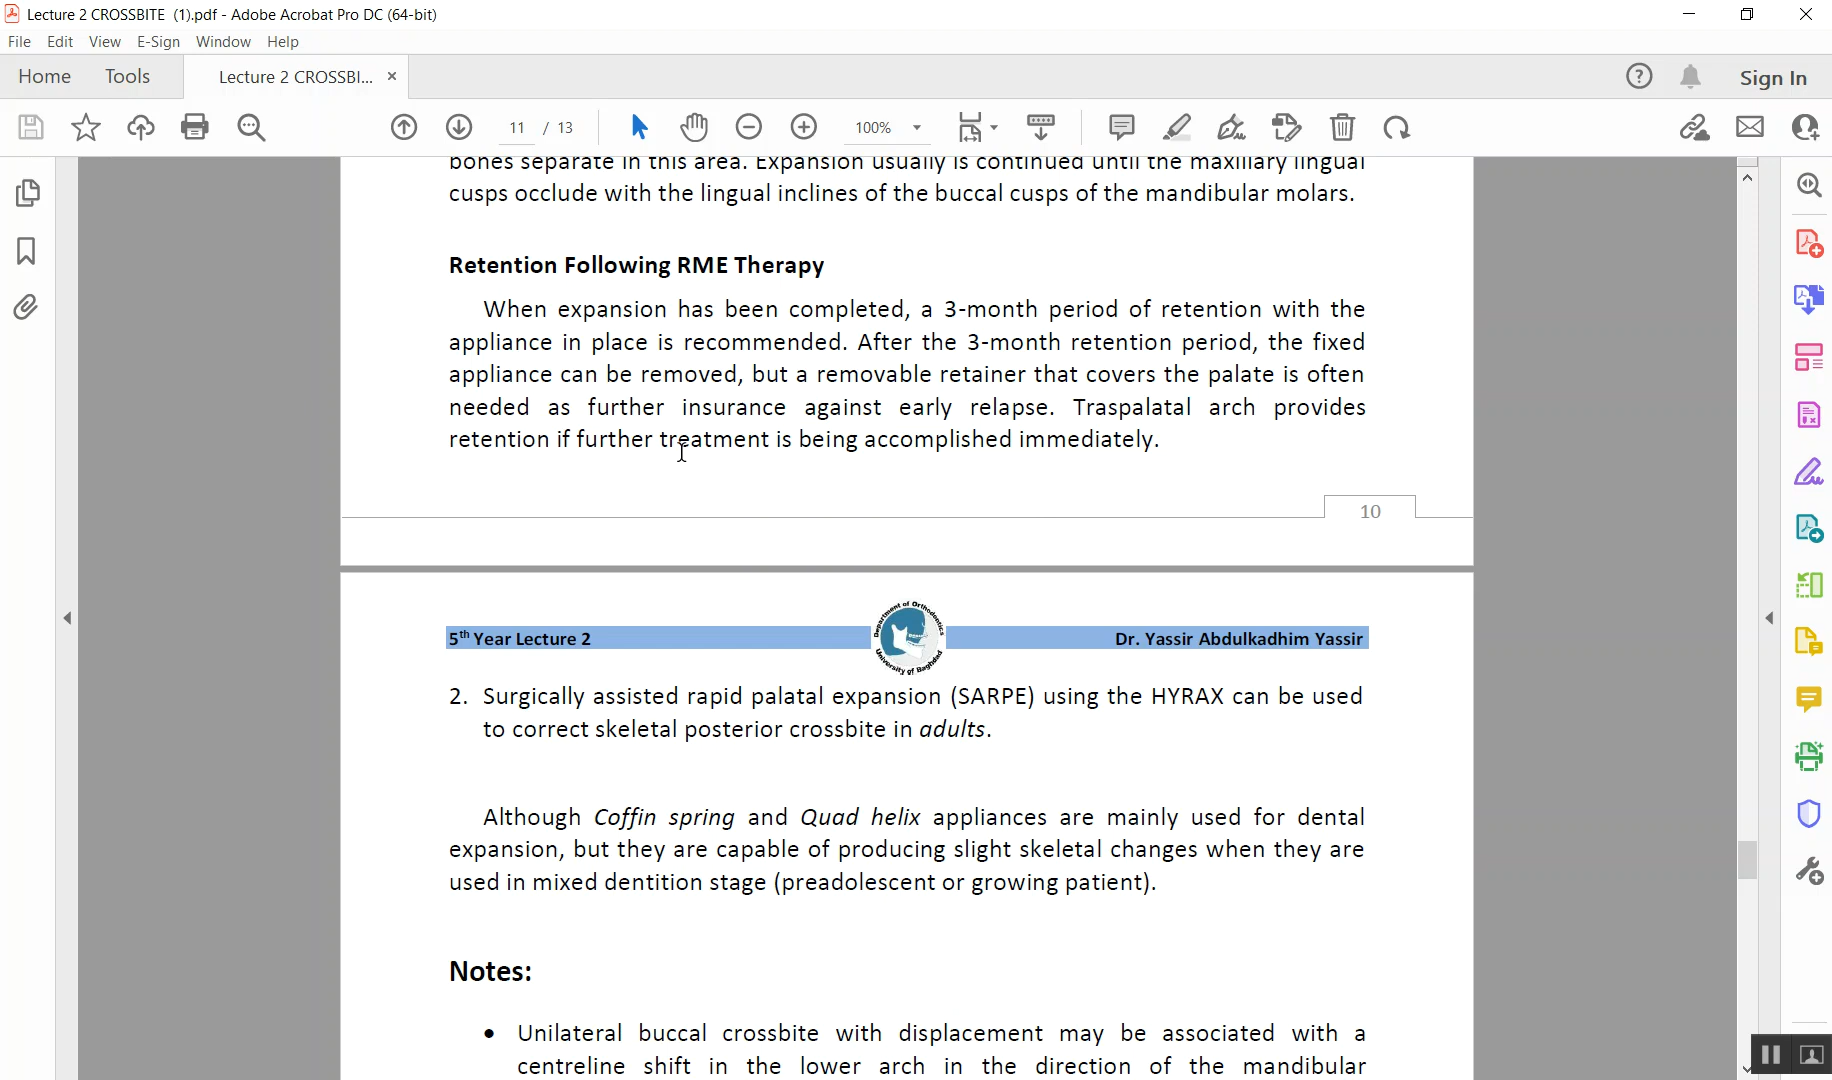 Lecture 2 CROSSBITE (1).pdf - Adobe Acrobat Pro DC (64-bit)
File Edit View E-Sign Window Help
Home Tools Lecture 2 CROSSBI... Sign In
11 / 13 100%
bones separate in this area. Expansion usually is continued until the maxillary lingual
cusps occlude with the lingual inclines of the buccal cusps of the mandibular molars.
Retention Following RME Therapy
When expansion has been completed, a 3-month period of retention with the
appliance in place is recommended. After the 3-month retention period, the fixed
appliance can be removed, but a removable retainer that covers the palate is often
needed as further insurance against early relapse. Traspalatal arch provides
retention if further treatment is being accomplished immediately.
10
5th Year Lecture 2
Department of Orthodontics
University of Baghdad
Dr. Yassir Abdulkadhim Yassir
2. Surgically assisted rapid palatal expansion (SARPE) using the HYRAX can be used
to correct skeletal posterior crossbite in adults.
Although Coffin spring and Quad helix appliances are mainly used for dental
expansion, but they are capable of producing slight skeletal changes when they are
used in mixed dentition stage (preadolescent or growing patient).
Notes:
• Unilateral buccal crossbite with displacement may be associated with a
centreline shift in the lower arch in the direction of the mandibular